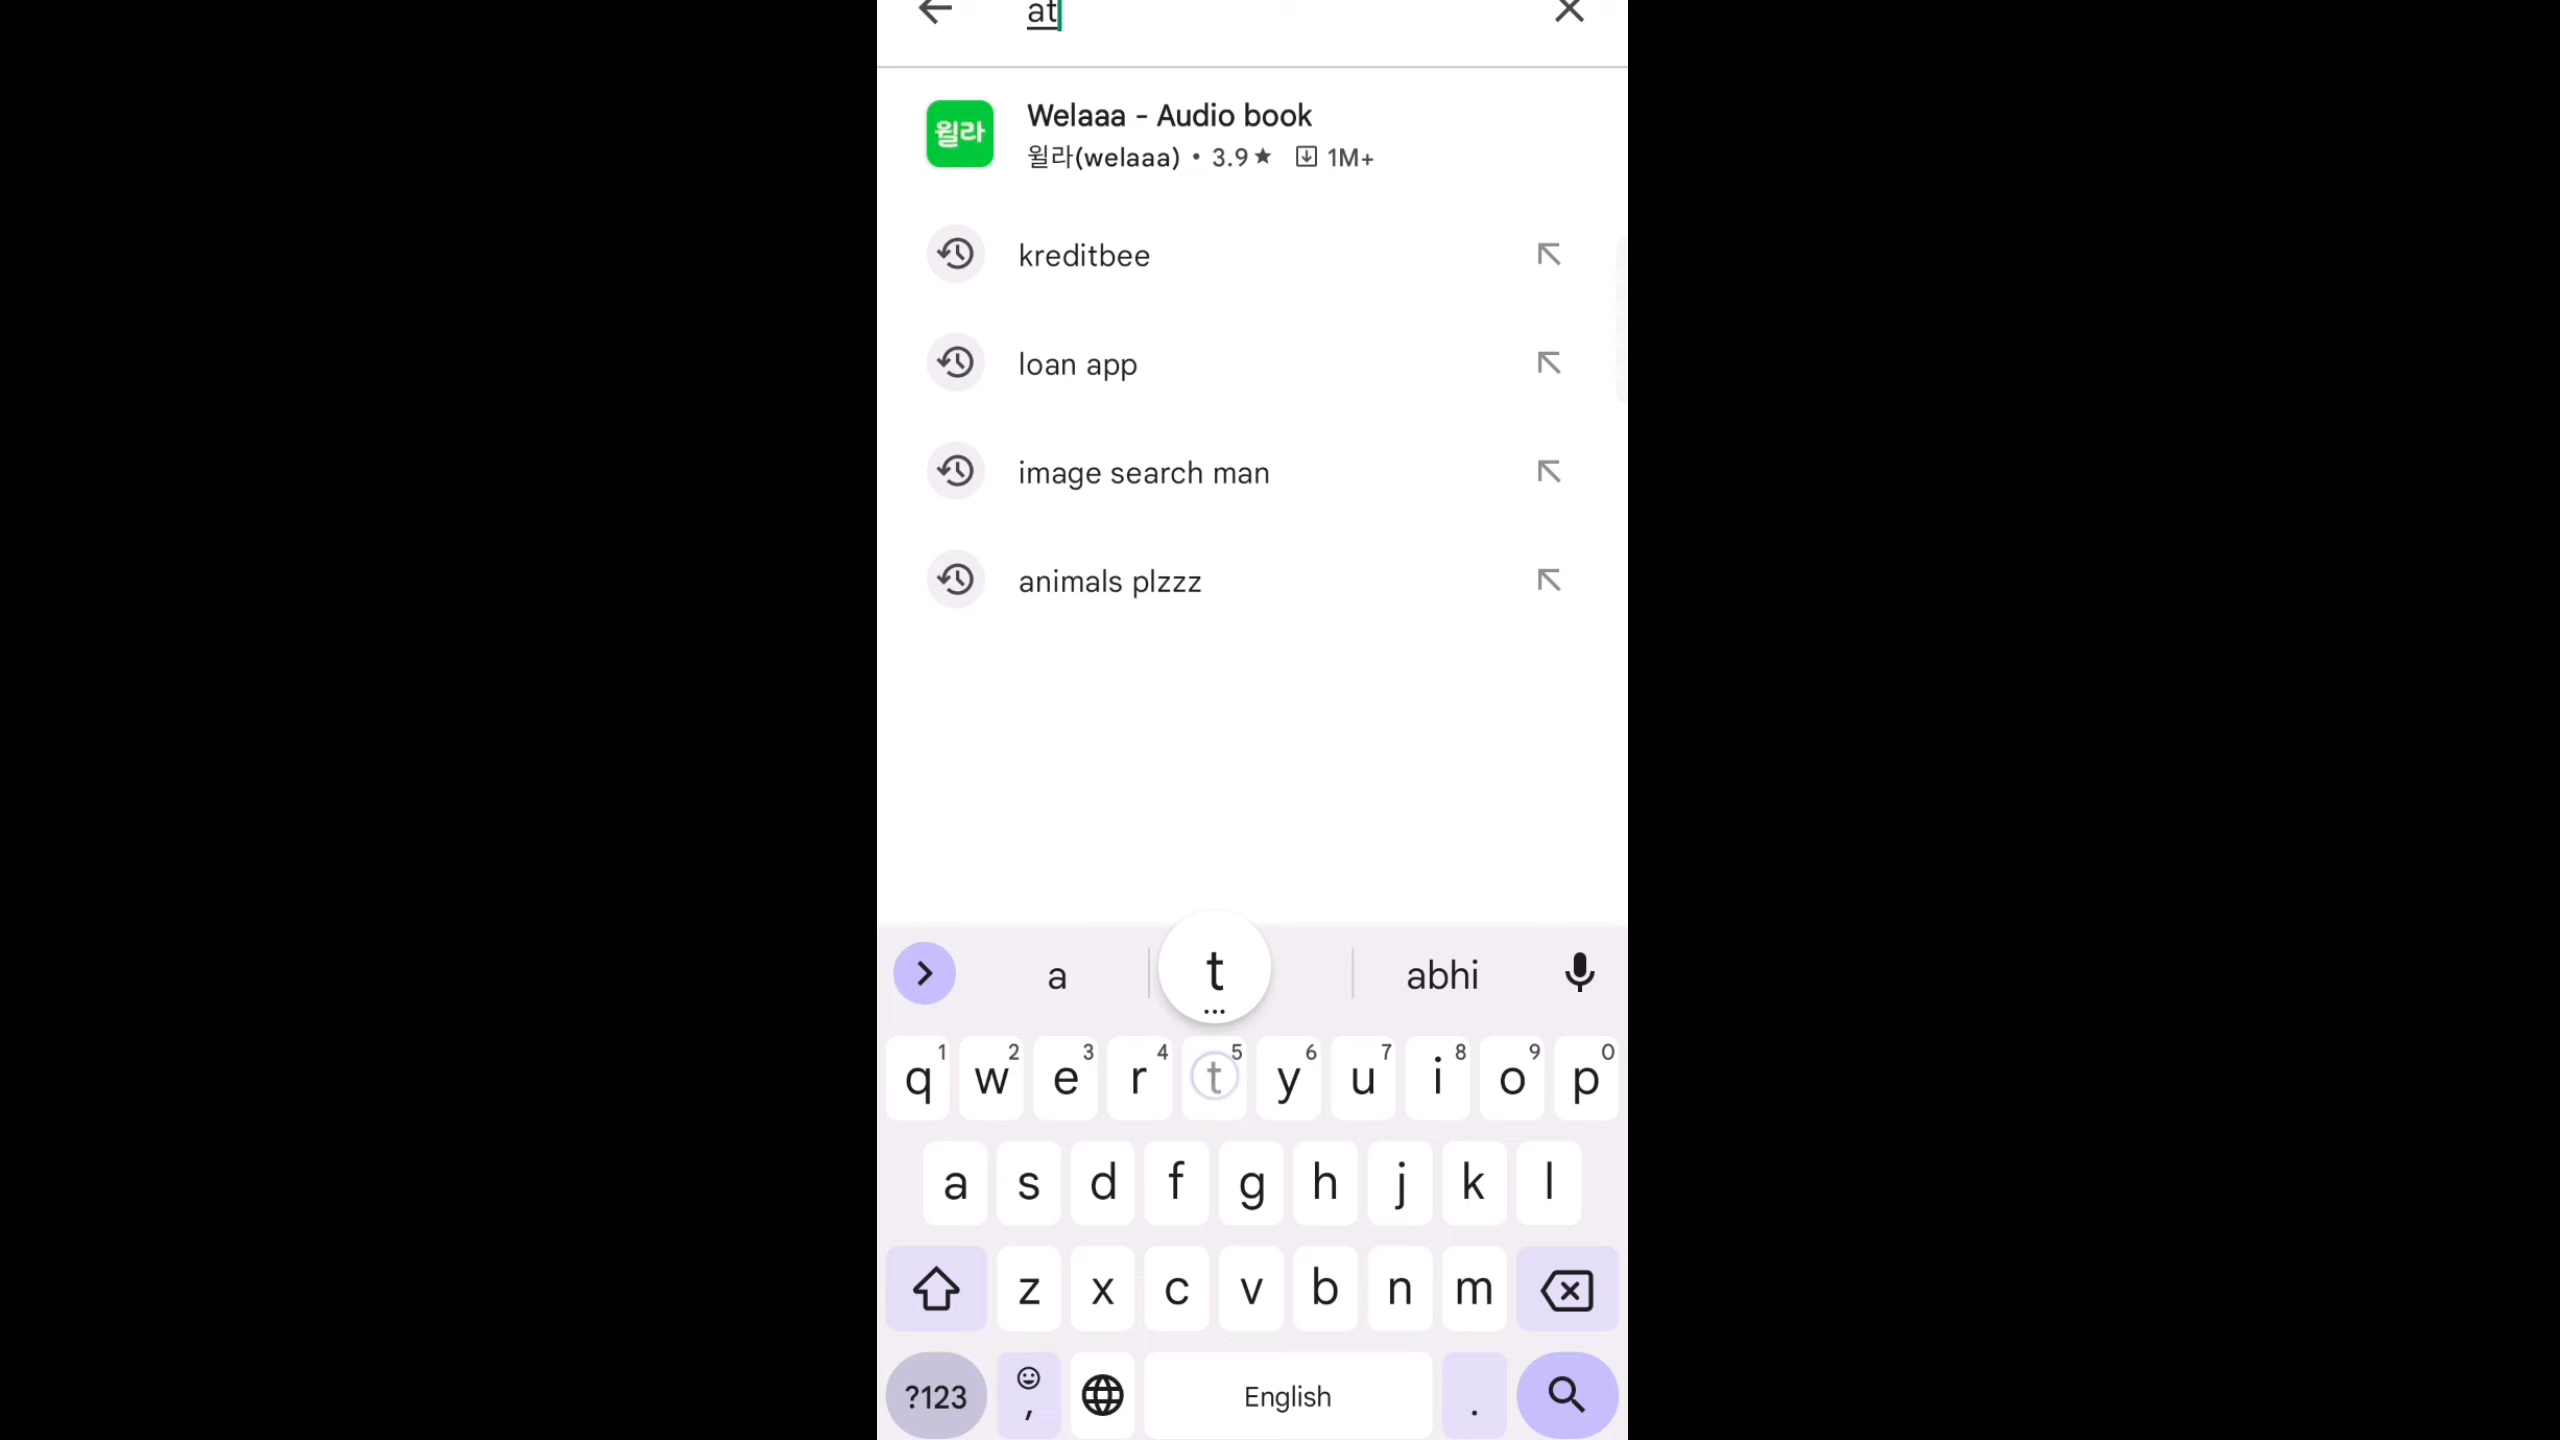 at
윌라
Welaaa - Audio book
윌라(welaaa) • 3.9★ 1M+
kreditbee
loan app
image search man
animals plzzz
a t abhi
...
q 1 w 2 e 3 r 4 t 5 y 6 u 7 i 8 o 9 p 0
a s d f g h j k l
z x c v b n m
?123 , English .